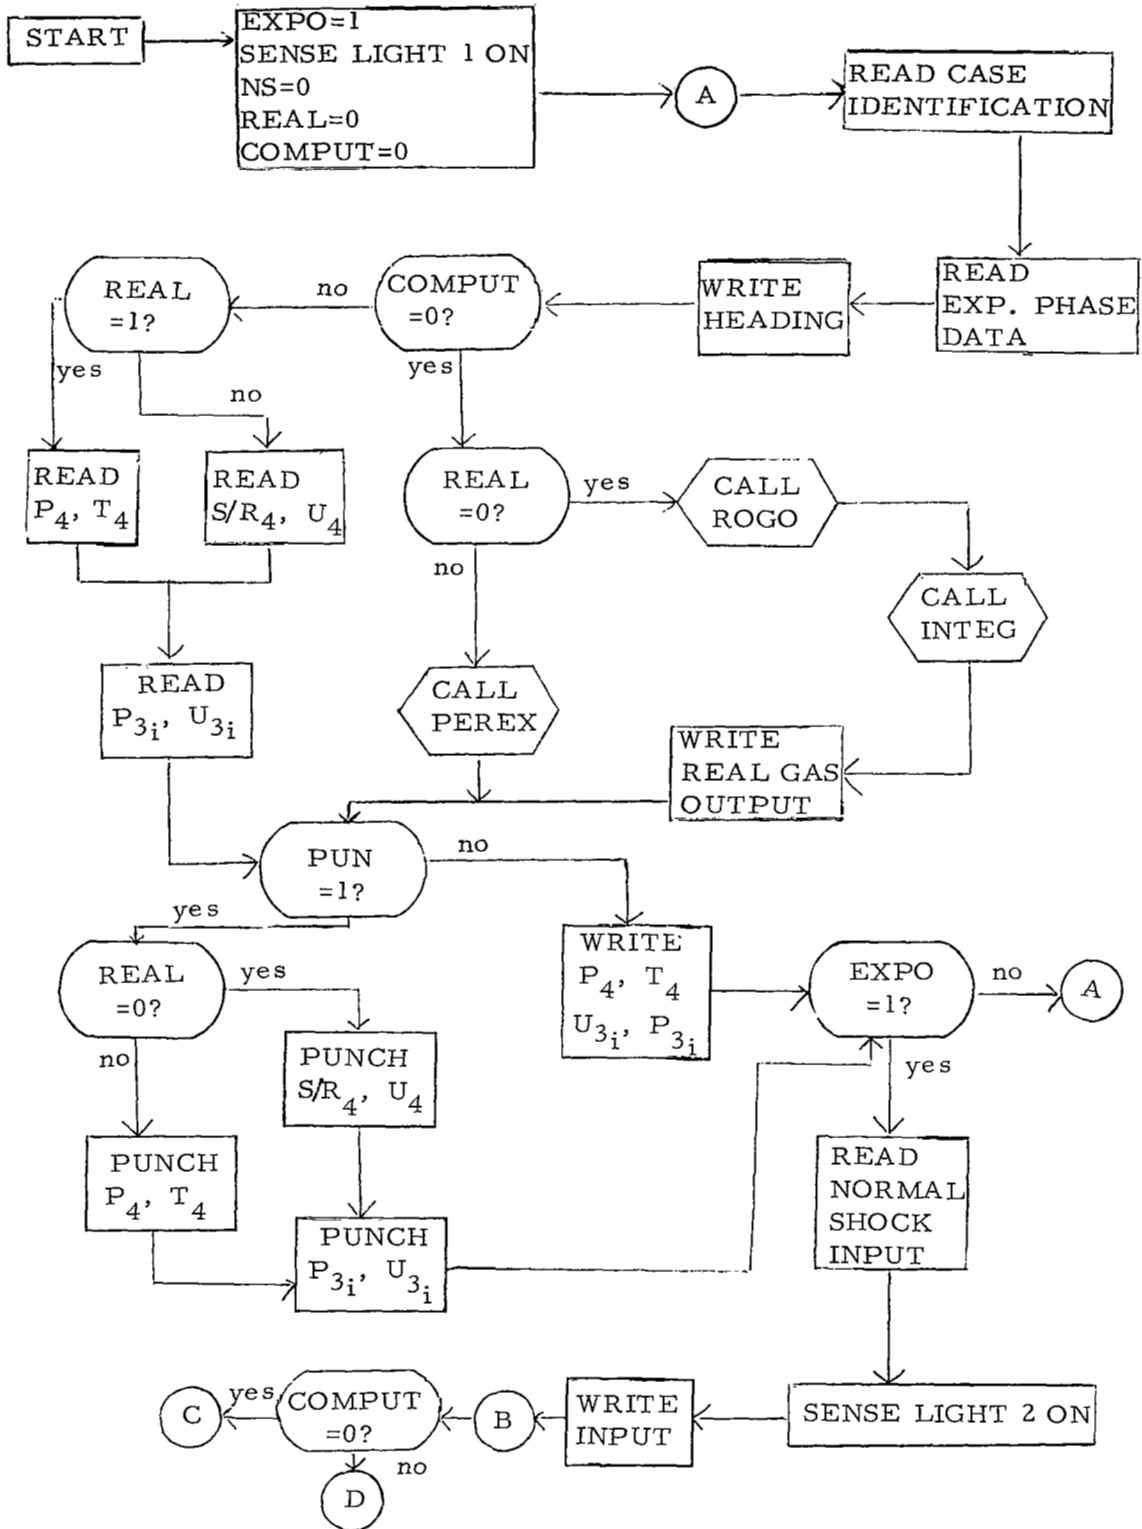 START
EXPO=1
SENSE LIGHT 1 ON
NS=0
REAL=0
COMPUT=0
A
READ CASE
IDENTIFICATION
READ
EXP. PHASE
DATA
WRITE
HEADING
COMPUT
=0?
no
REAL
=1?
yes
no
yes
READ
P4, T4
READ
S/R4, U4
REAL
=0?
yes
CALL
ROGO
no
CALL
INTEG
READ
P3i, U3i
CALL
PEREX
WRITE
REAL GAS
OUTPUT
PUN
=1?
no
yes
REAL
=0?
yes
no
WRITE
P4, T4
U3i, P3i
EXPO
=1?
no
A
yes
PUNCH
S/R4, U4
PUNCH
P4, T4
PUNCH
P3i, U3i
READ
NORMAL
SHOCK
INPUT
SENSE LIGHT 2 ON
WRITE
INPUT
B
COMPUT
=0?
yes
C
no
D